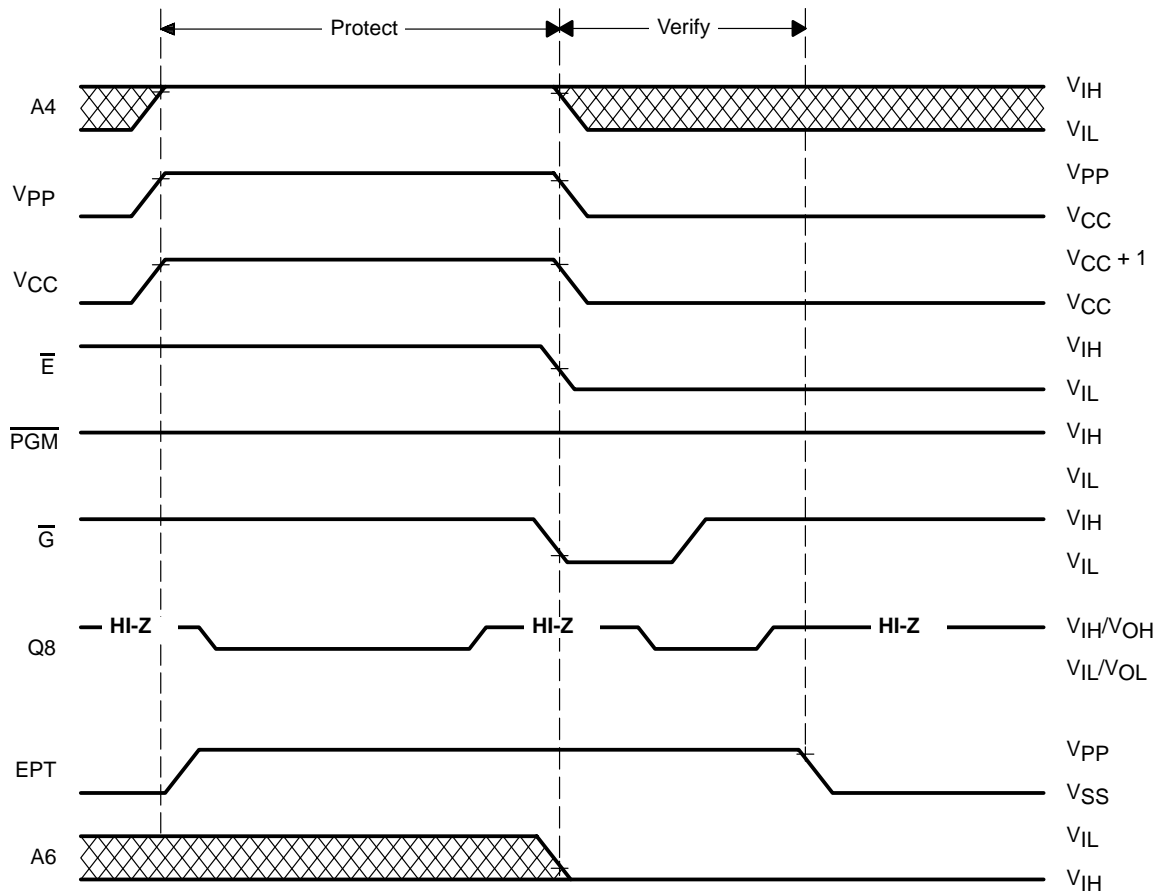 Protect Verify
A4 VIH
VIL
VPP VPP
VCC
VCC VCC + 1
VCC
E VIH
VIL
PGM VIH
VIL
G VIH
VIL
Q8 HI-Z HI-Z HI-Z VIH/VOH
VIL/VOL
EPT VPP
VSS
A6 VIL
VIH